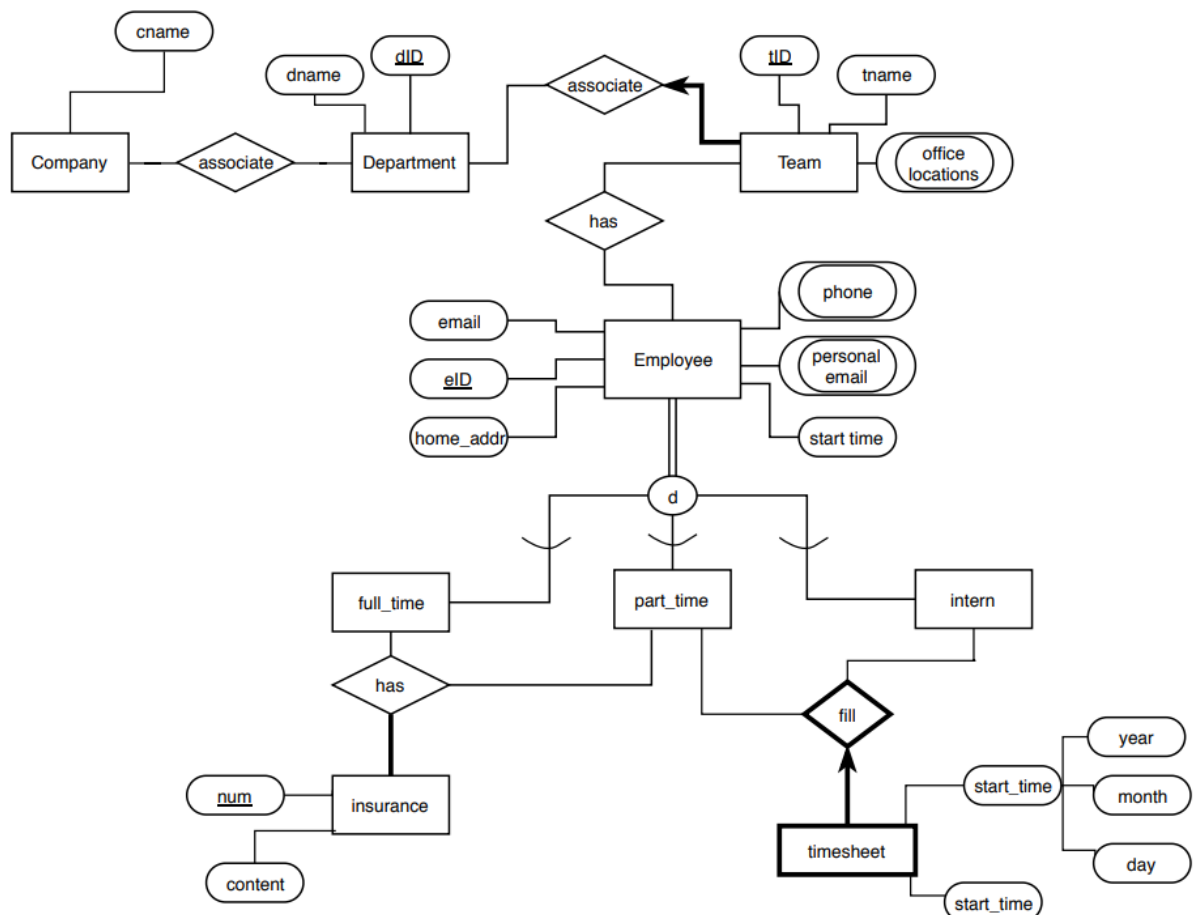 cname
dID
dname
tID
tname
associate
Company
associate
Department
Team
office
locations
has
phone
email
Employee
personal
email
eID
home_addr
start time
d
full_time
part_time
intern
has
fill
year
num
insurance
start_time
month
timesheet
day
content
start_time